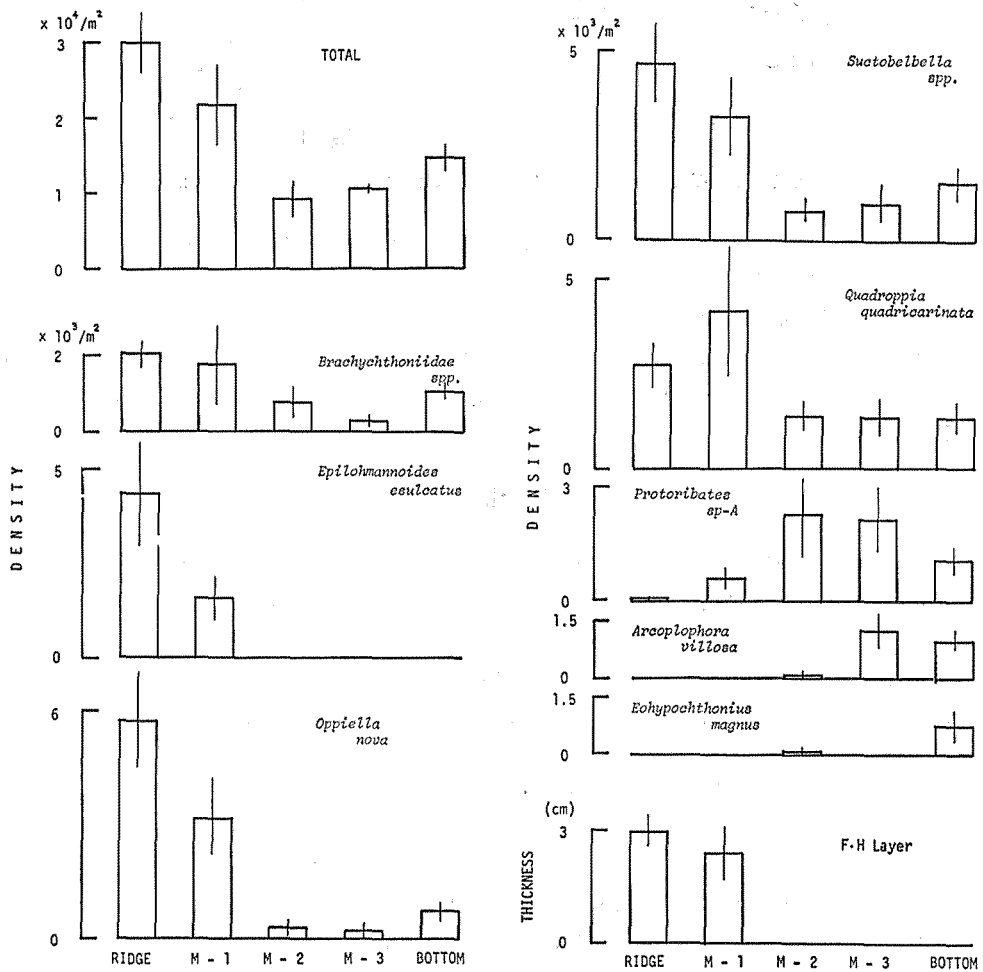 x 10⁴/m²
3
2
1
0
TOTAL
x 10³/m²
2
0
Brachychthoniidae
spp.
DENSITY
5
0
Epilohmannoides
esulcatus
6
0
Oppiella
nova
RIDGE M - 1 M - 2 M - 3 BOTTOM
x 10³/m²
5
0
Suctobelbella
spp.
5
0
Quadroppia
quadricarinata
DENSITY
3
0
Protoribates
sp-A
1.5
0
Arcoplophora
villosa
1.5
0
Eohypochthonius
magnus
(cm)
3
0
THICKNESS
F·H Layer
RIDGE M - 1 M - 2 M - 3 BOTTOM